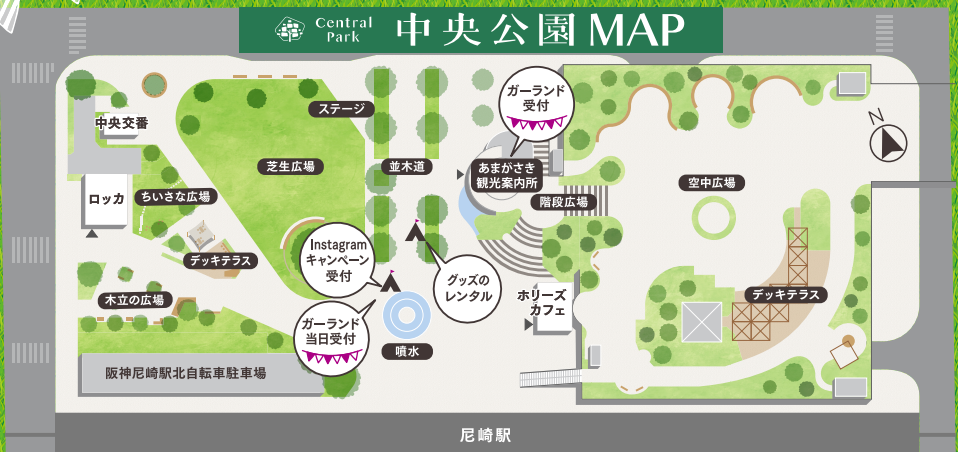 Central
Park
中央公園 MAP
ガーランド
受付
N
ステージ
中央交番
芝生広場
並木道
あまがさき
観光案内所
空中広場
ロッカ
ちいさな広場
階段広場
Instagram
キャンペーン
受付
デッキテラス
グッズの
レンタル
木立の広場
ホリーズ
カフェ
デッキテラス
ガーランド
当日受付
噴水
阪神尼崎駅北自転車駐車場
尼崎駅